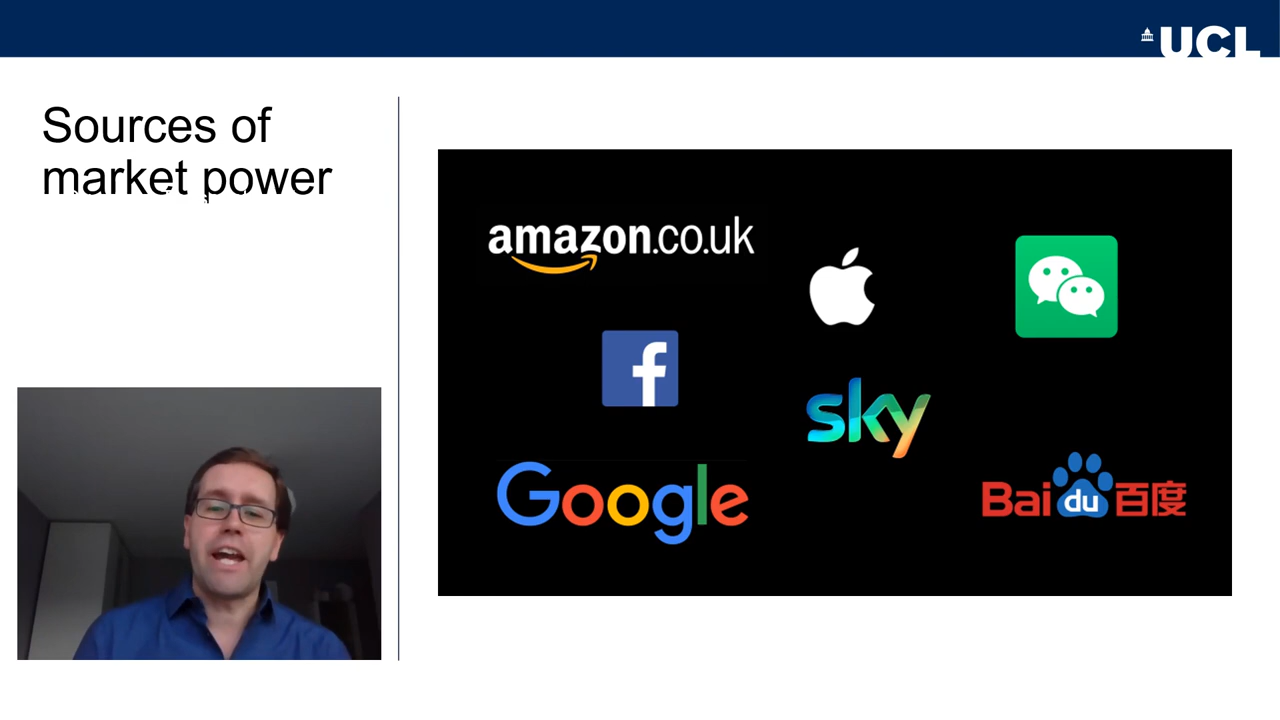 UCL
Sources of
market power
amazon.co.uk
f
sky
Google
Bai du 百度